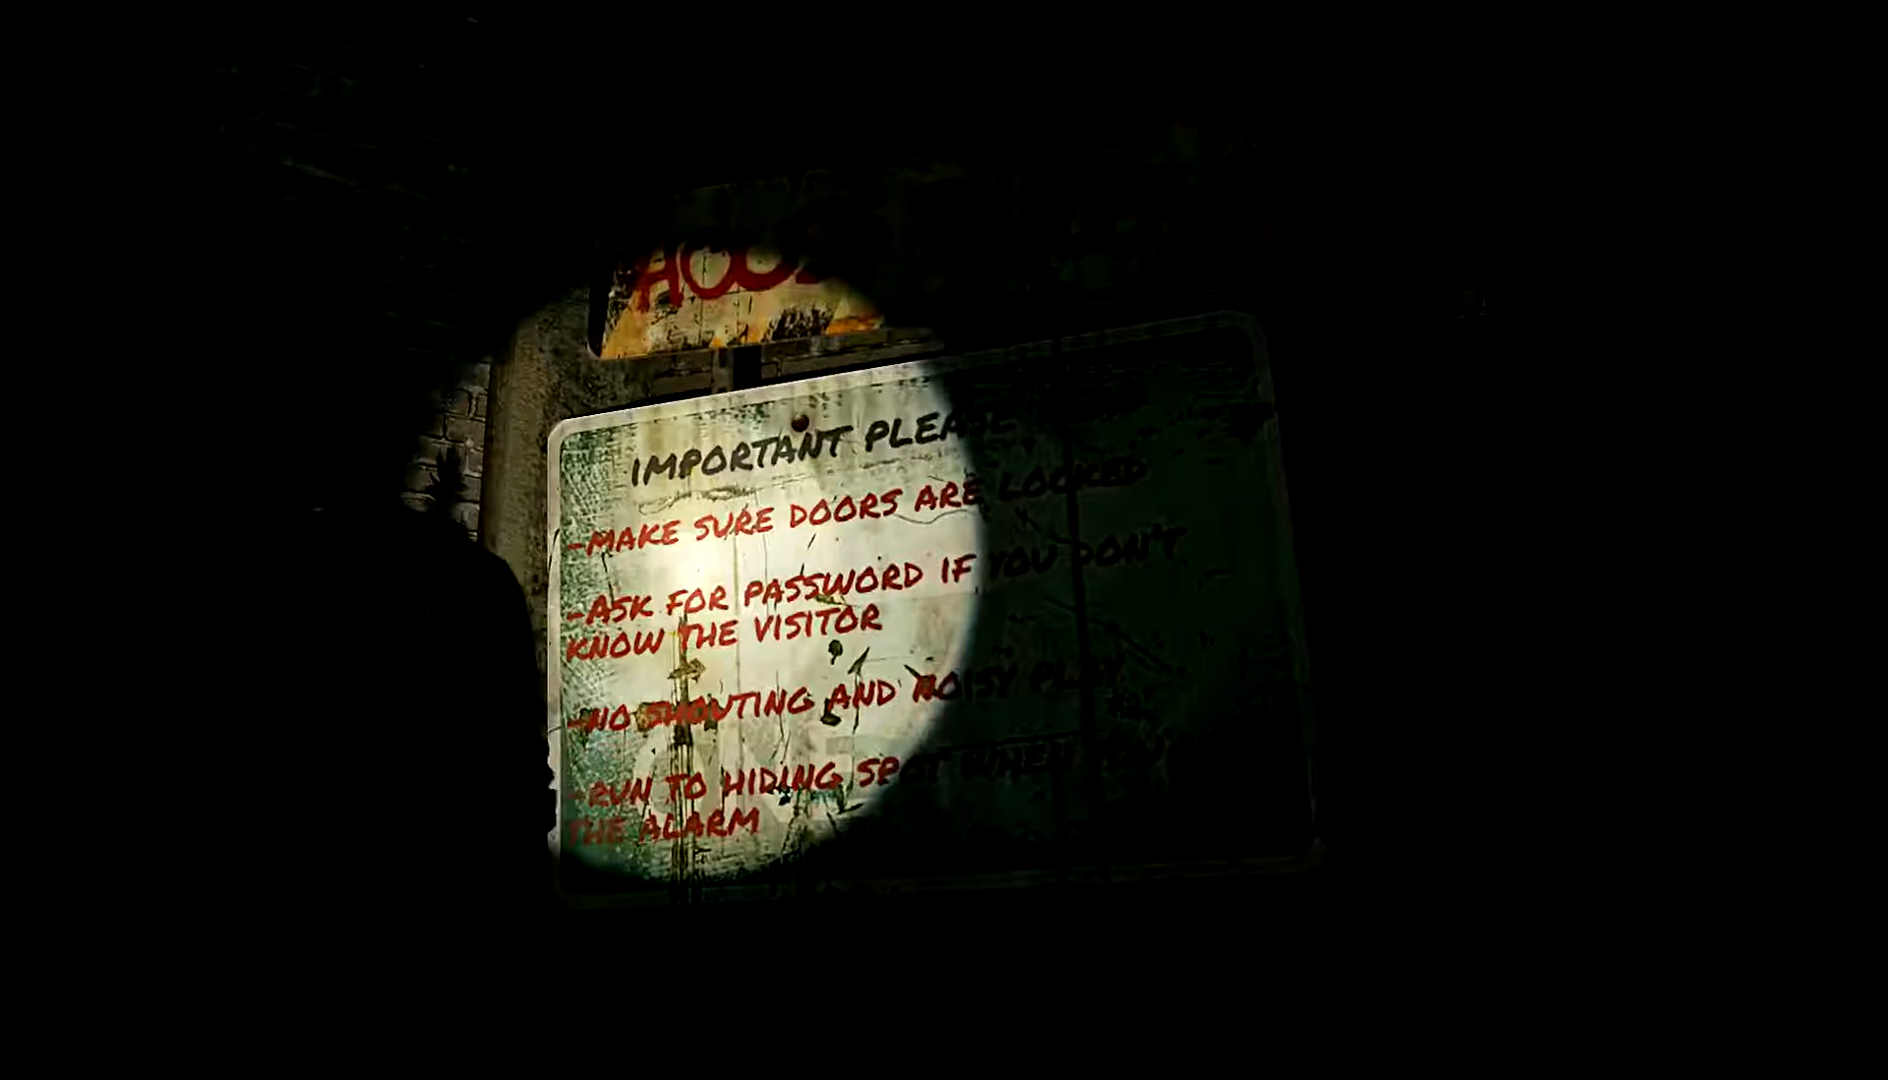 IMPORTANT PLEASE
-MAKE SURE DOORS ARE LOCKED
-ASK FOR PASSWORD IF YOU DON'T
KNOW THE VISITOR
-NO SHOUTING AND NOISY PLAY
-RUN TO HIDING SPOT WHEN YOU
THE ALARM